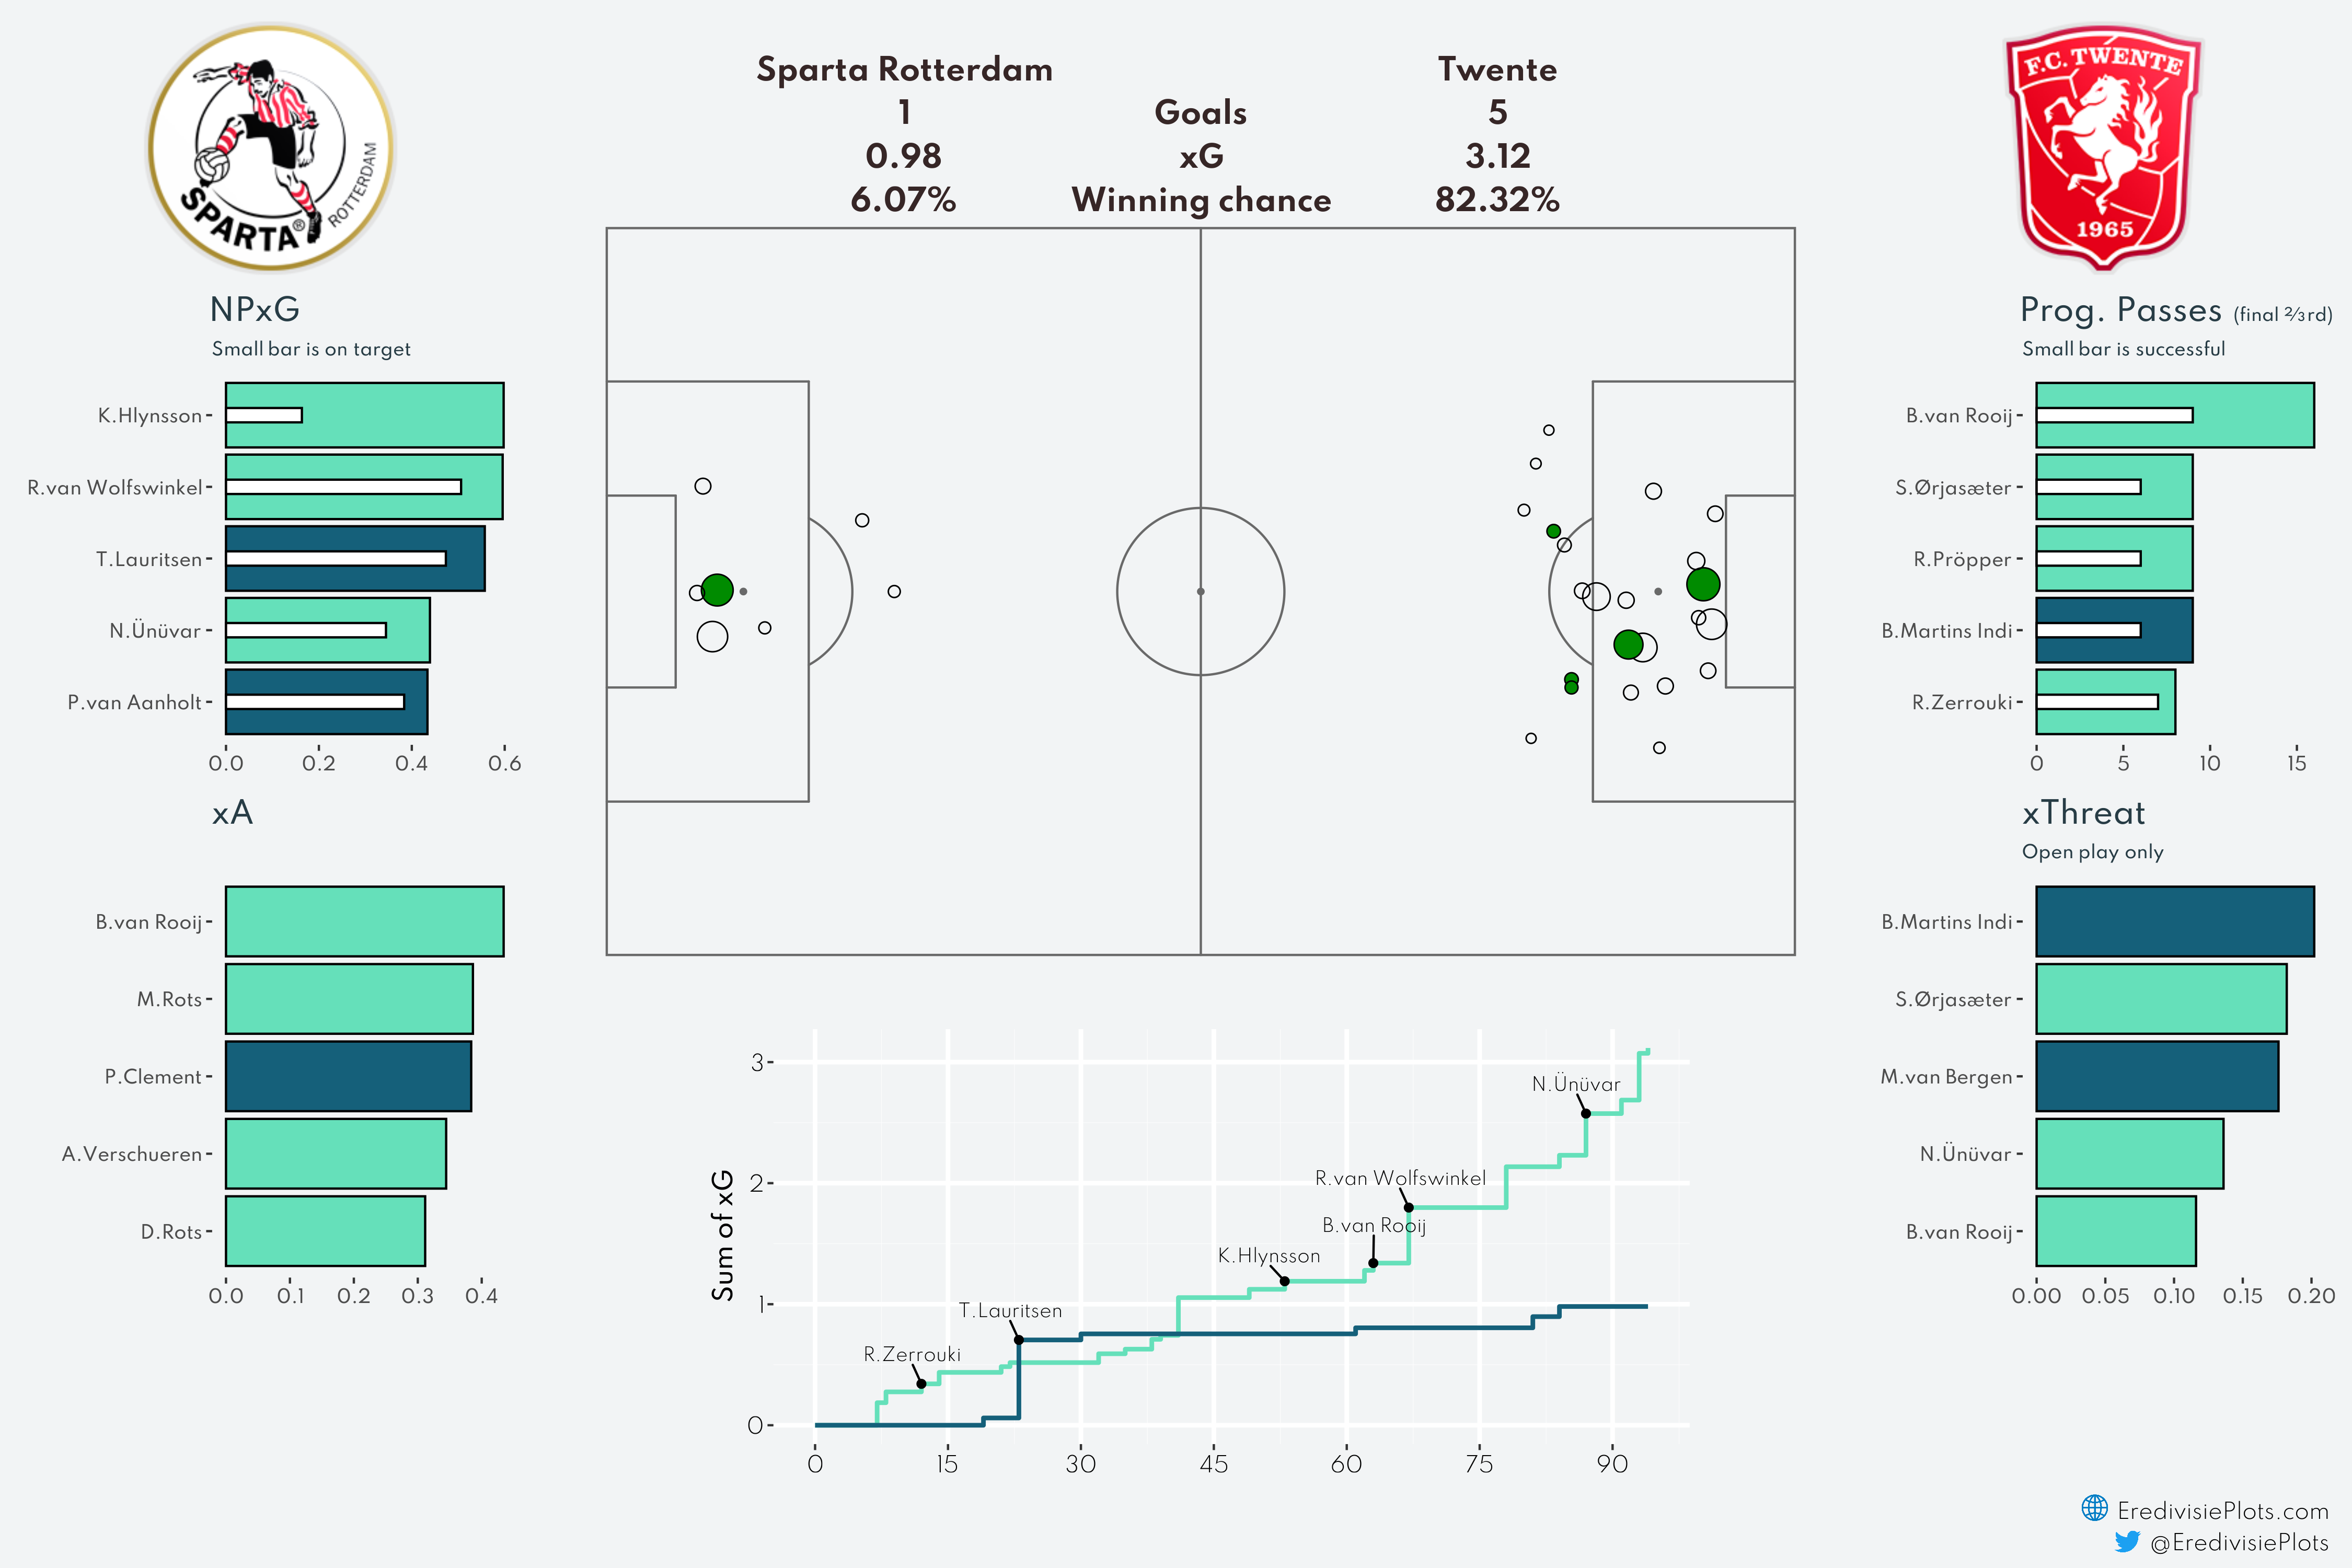 SPARTA®
ROTTERDAM
Sparta Rotterdam Twente
1 Goals 5
0.98 xG 3.12
6.07% Winning chance 82.32%
F.C. TWENTE
1965
NPxG
Small bar is on target
K.Hlynsson
R.van Wolfswinkel
T.Lauritsen
N.Ünüvar
P.van Aanholt
0.0 0.2 0.4 0.6
xA
B.van Rooij
M.Rots
P.Clement
A.Verschueren
D.Rots
0.0 0.1 0.2 0.3 0.4
Sum of xG
3
2
1
0
R.Zerrouki
T.Lauritsen
K.Hlynsson
B.van Rooij
R.van Wolfswinkel
N.Ünüvar
0 15 30 45 60 75 90
Prog. Passes (final ⅔rd)
Small bar is successful
B.van Rooij
S.Ørjasæter
R.Pröpper
B.Martins Indi
R.Zerrouki
0 5 10 15
xThreat
Open play only
B.Martins Indi
S.Ørjasæter
M.van Bergen
N.Ünüvar
B.van Rooij
0.00 0.05 0.10 0.15 0.20
EredivisiePlots.com
@EredivisiePlots